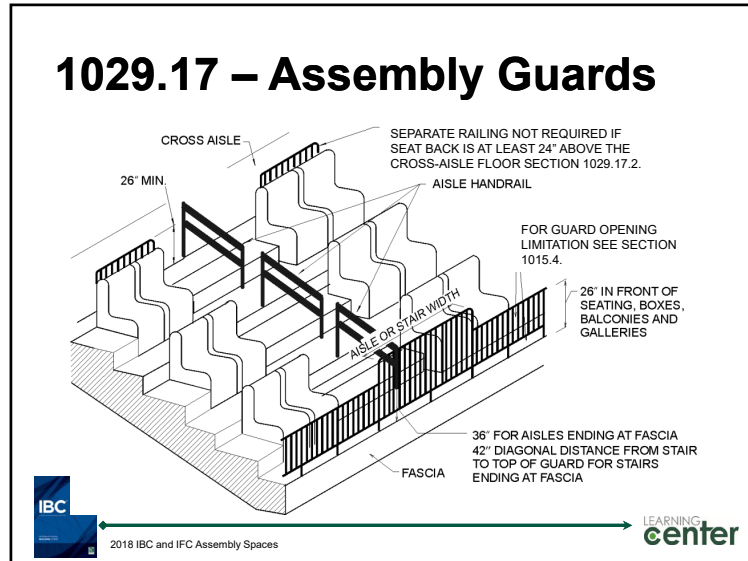 1029.17 – Assembly Guards
CROSS AISLE
SEPARATE RAILING NOT REQUIRED IF
SEAT BACK IS AT LEAST 24" ABOVE THE
CROSS-AISLE FLOOR SECTION 1029.17.2.
26" MIN.
AISLE HANDRAIL
FOR GUARD OPENING
LIMITATION SEE SECTION
1015.4.
26" IN FRONT OF
SEATING, BOXES,
BALCONIES AND
GALLERIES
AISLE OR STAIR WIDTH
36" FOR AISLES ENDING AT FASCIA
42" DIAGONAL DISTANCE FROM STAIR
TO TOP OF GUARD FOR STAIRS
ENDING AT FASCIA
FASCIA
IBC
2018 IBC and IFC Assembly Spaces
LEARNING
center